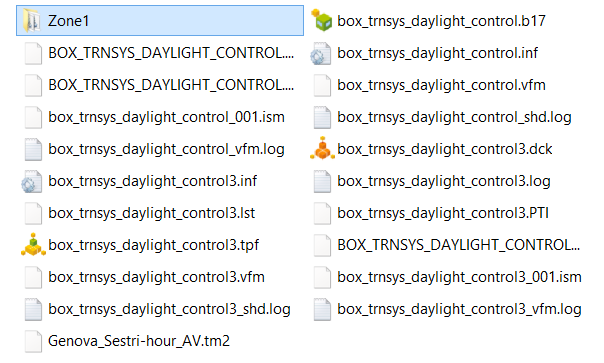 Zone1
box_trnsys_daylight_control.b17
BOX_TRNSYS_DAYLIGHT_CONTROL....
box_trnsys_daylight_control.inf
BOX_TRNSYS_DAYLIGHT_CONTROL....
box_trnsys_daylight_control.vfm
box_trnsys_daylight_control_001.ism
box_trnsys_daylight_control_shd.log
box_trnsys_daylight_control_vfm.log
box_trnsys_daylight_control3.dck
box_trnsys_daylight_control3.inf
box_trnsys_daylight_control3.log
box_trnsys_daylight_control3.lst
box_trnsys_daylight_control3.PTI
box_trnsys_daylight_control3.tpf
BOX_TRNSYS_DAYLIGHT_CONTROL...
box_trnsys_daylight_control3.vfm
box_trnsys_daylight_control3_001.ism
box_trnsys_daylight_control3_shd.log
box_trnsys_daylight_control3_vfm.log
Genova_Sestri-hour_AV.tm2